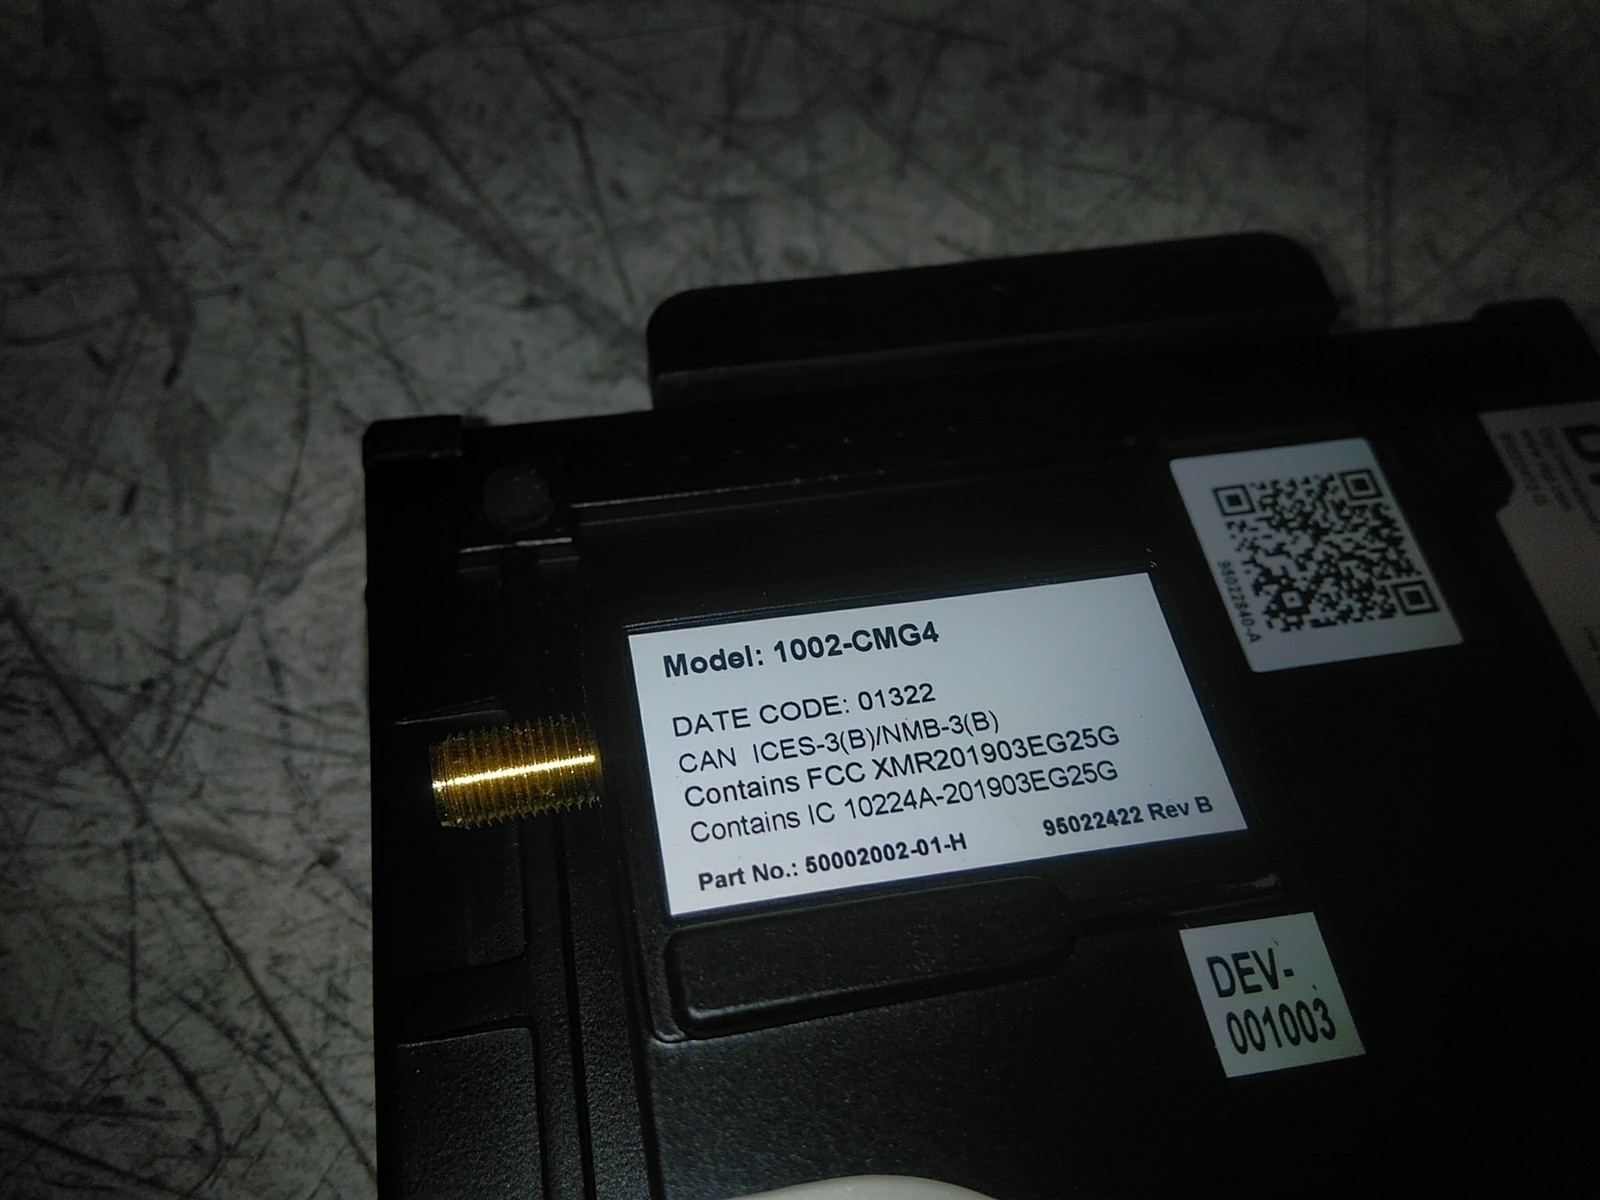 Model: 1002-CMG4
DATE CODE: 01322
CAN ICES-3(B)/NMB-3(B)
Contains FCC XMR201903EG25G
Contains IC 10224A-201903EG25G
Part No.: 50002002-01-H
95022422 Rev B
95022840-A
DEV-
001003